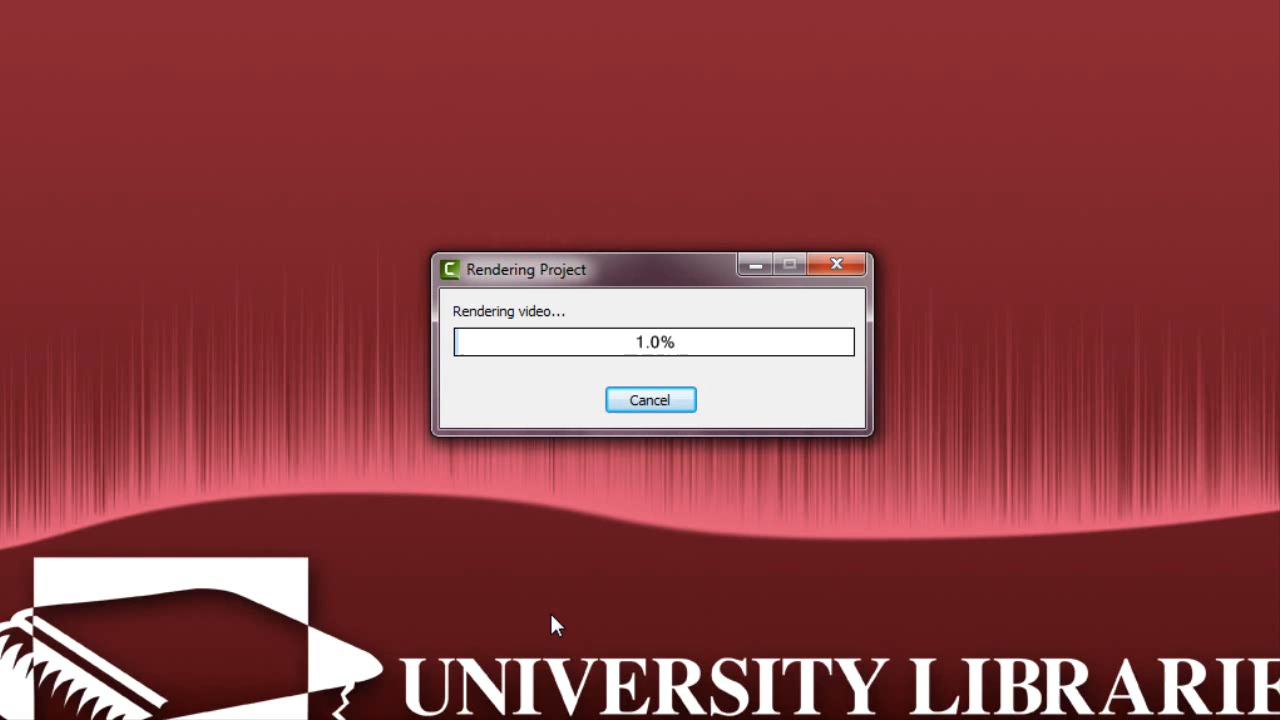 Rendering Project
Rendering video...
1.0%
Cancel
UNIVERSITY LIBRARIE